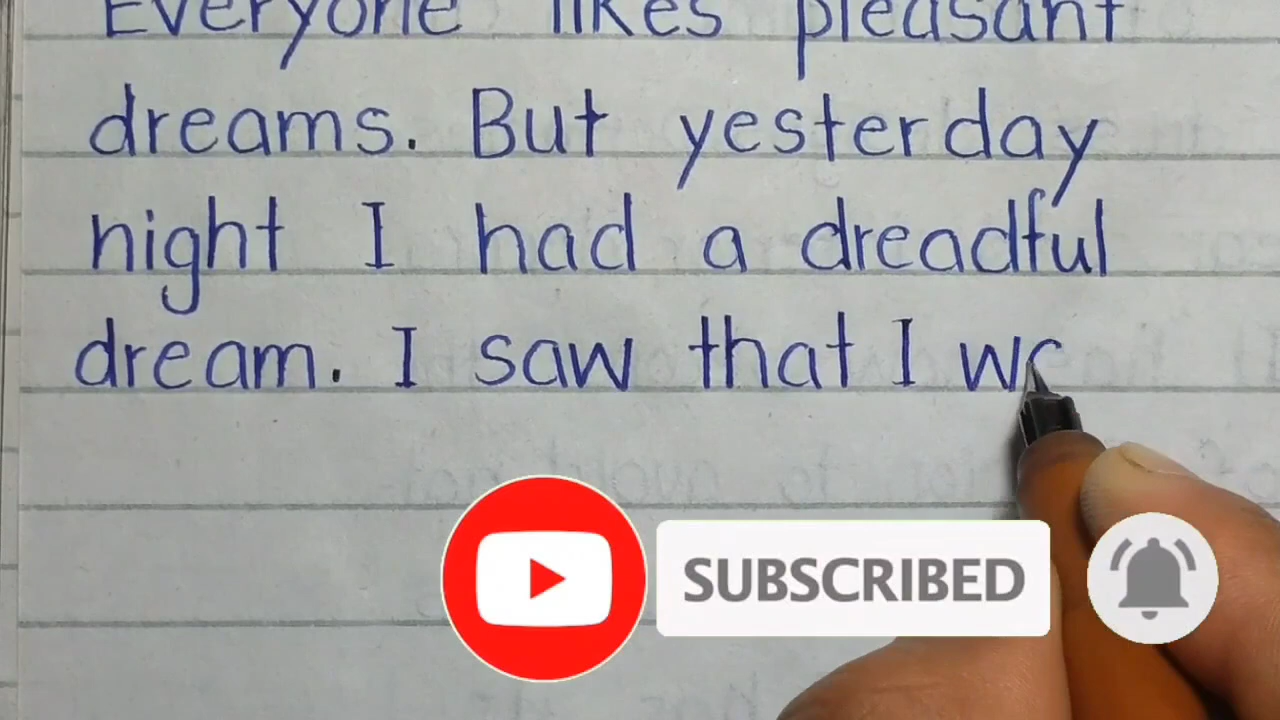 Everyone likes pleasant
dreams. But yesterday
night I had a dreadful
dream. I saw that I
SUBSCRIBED